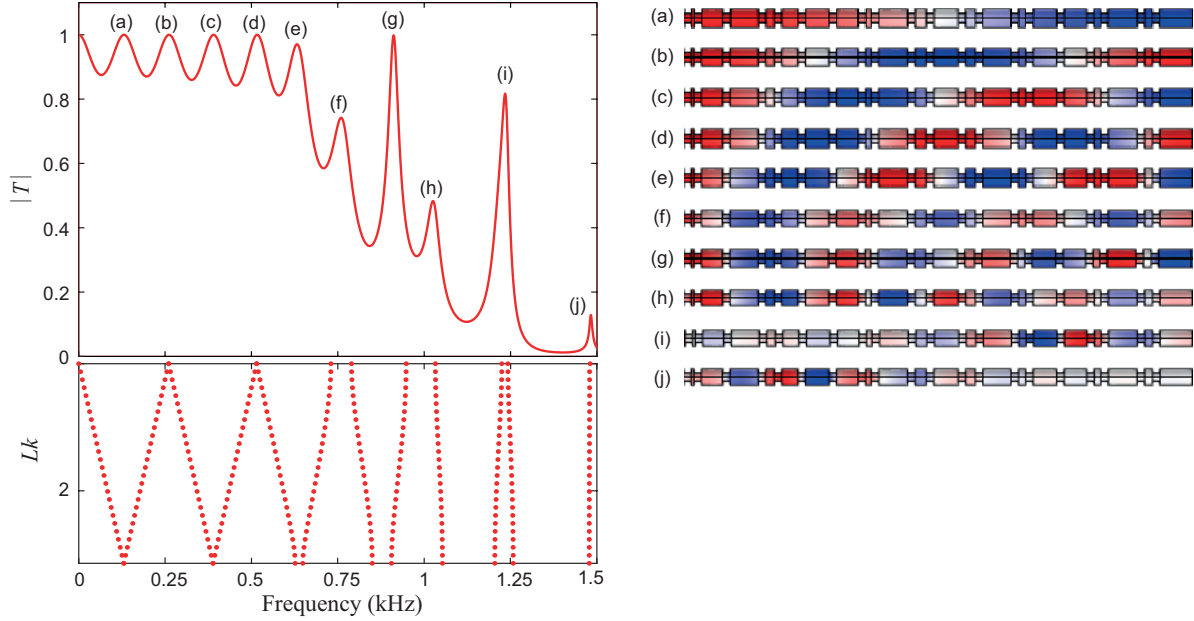 (a) (b) (c) (d) (e) (f) (g) (h) (i) (j)
1
0.8
0.6
0.4
0.2
0
|T|
2
Lk
0 0.25 0.5 0.75 1 1.25 1.5
Frequency (kHz)
(a)
(b)
(c)
(d)
(e)
(f)
(g)
(h)
(i)
(j)